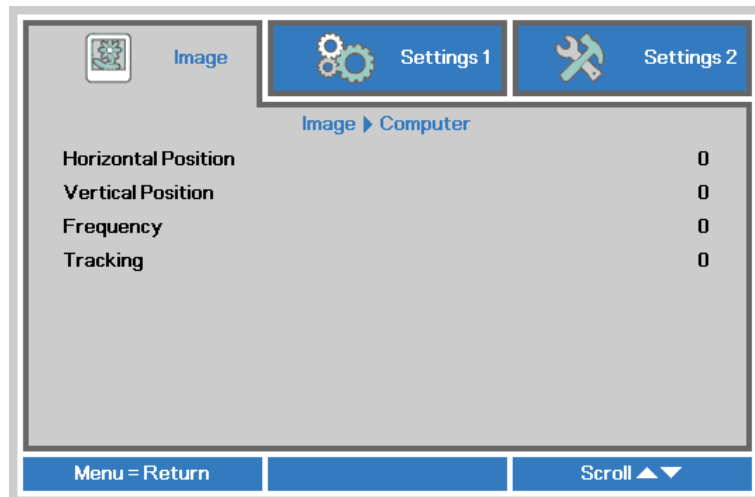 Image Settings 1 Settings 2
Image Computer
Horizontal Position 0
Vertical Position 0
Frequency 0
Tracking 0
Menu = Return Scroll